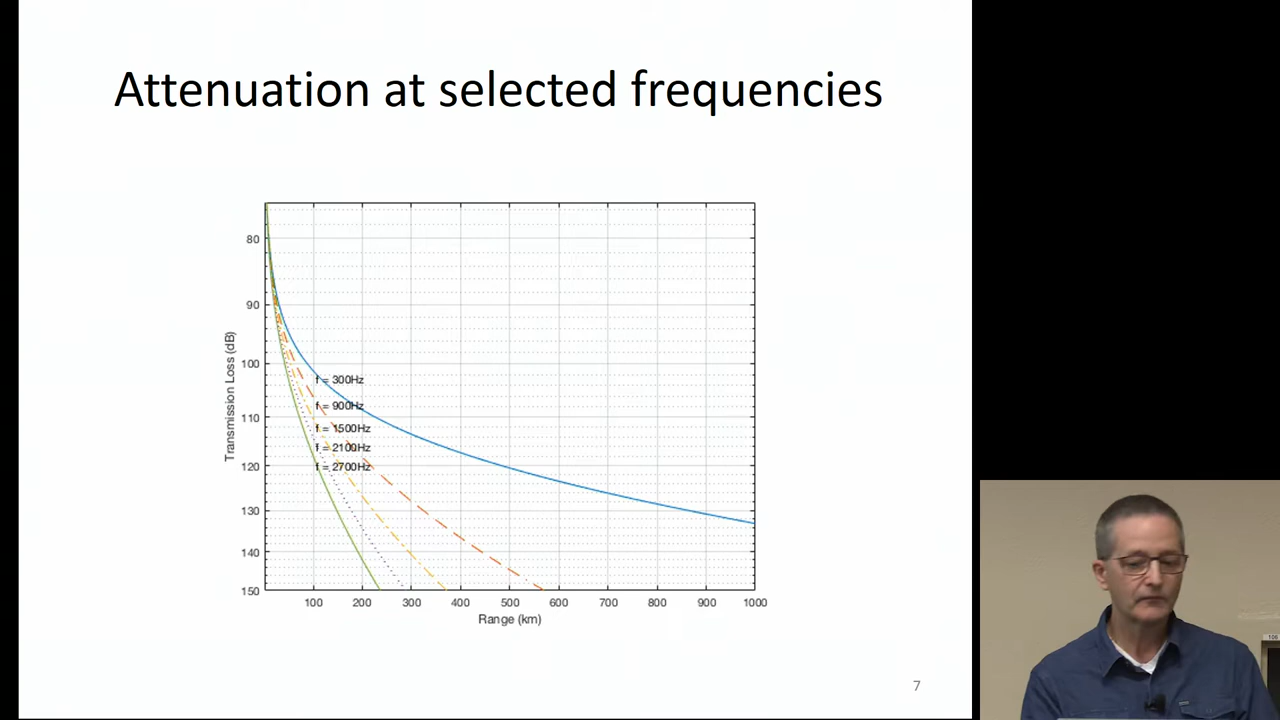 Attenuation at selected frequencies
80
90
100
110
120
130
140
150
Transmission Loss (dB)
f = 300Hz
f = 900Hz
f = 1500Hz
f = 2100Hz
f = 2700Hz
100 200 300 400 500 600 700 800 900 1000
Range (km)
7
106